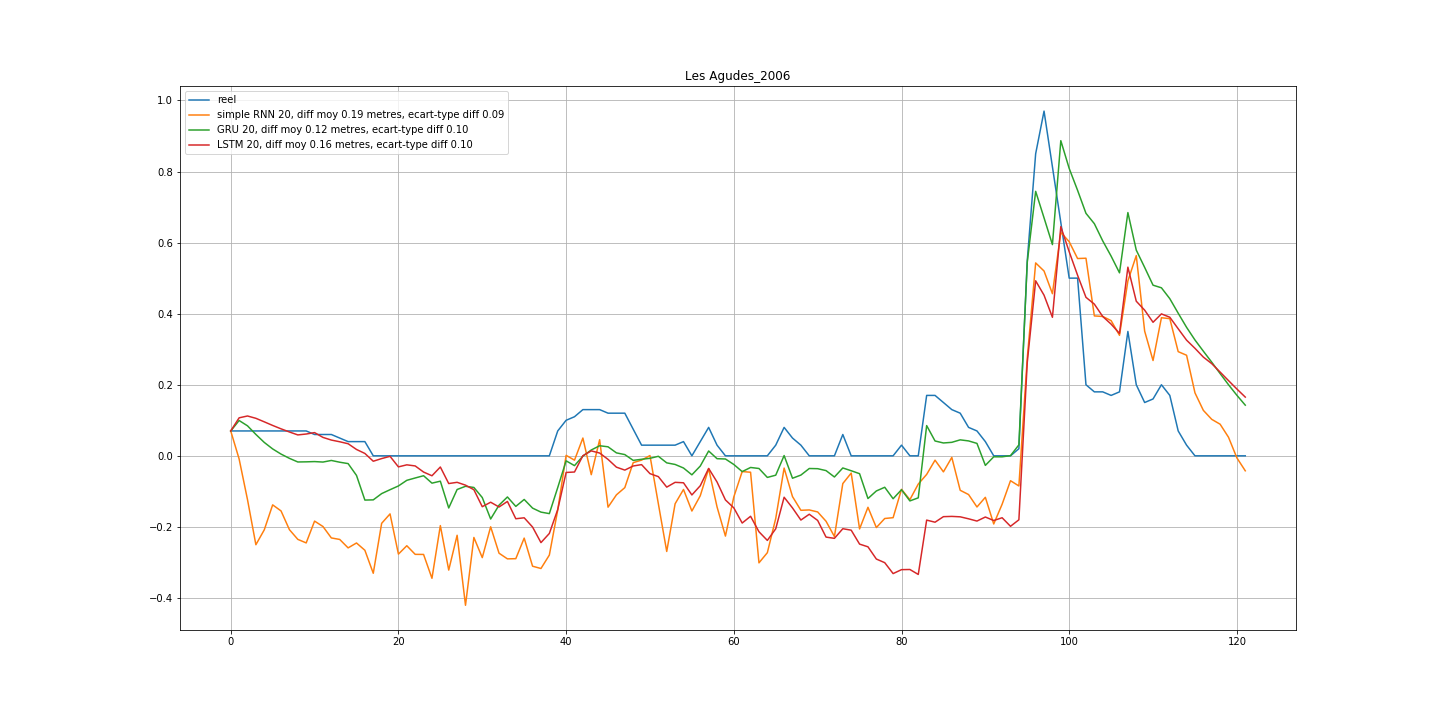 Les Agudes_2006
reel
simple RNN 20, diff moy 0.19 metres, ecart-type diff 0.09
GRU 20, diff moy 0.12 metres, ecart-type diff 0.10
LSTM 20, diff moy 0.16 metres, ecart-type diff 0.10
1.0
0.8
0.6
0.4
0.2
0.0
−0.2
−0.4
0 20 40 60 80 100 120